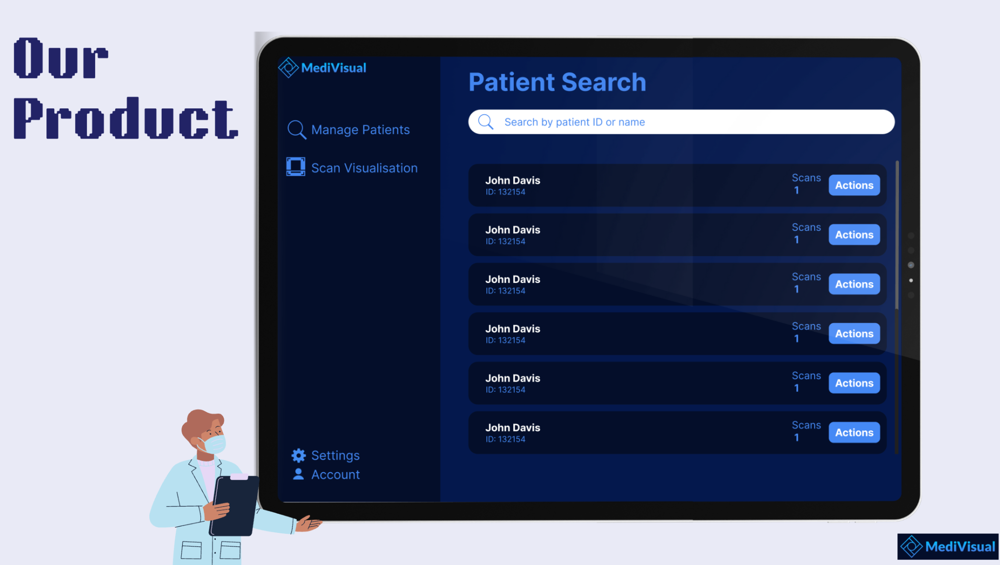 Our
Product
MediVisual
Manage Patients
Scan Visualisation
Settings
Account
Patient Search
Search by patient ID or name
John Davis
ID: 132154
Scans
1
Actions
John Davis
ID: 132154
Scans
1
Actions
John Davis
ID: 132154
Scans
1
Actions
John Davis
ID: 132154
Scans
1
Actions
John Davis
ID: 132154
Scans
1
Actions
John Davis
ID: 132154
Scans
1
Actions
MediVisual